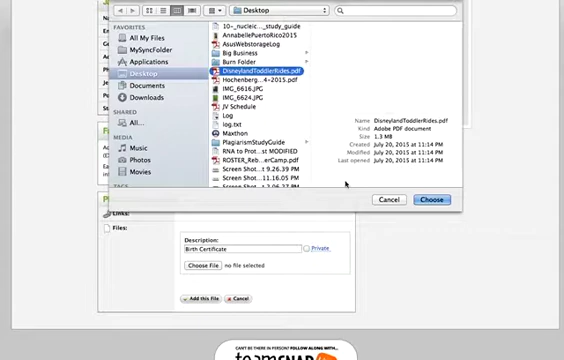 Desktop
FAVORITES
All My Files
MySyncFolder
Applications
Desktop
Documents
Downloads
SHARED
All...
MEDIA
Music
Photos
Movies
10-_nucleic_..._study_guide
AnnabellePuertoRico2015
AsusWebstorageLog
Big Business
Burn Folder
DisneylandToddlerRides.pdf
Hochenberg...4-2015.pdf
IMG_6616.JPG
IMG_6624.JPG
JV Schedule
Log
log.txt
Maxthon
PlagiarismStudyGuide
RNA to Prot...st MODIFIED
ROSTER_Reb...erCamp.pdf
Screen Shot...t 9.26.39 PM
Screen Shot...11.16.05 PM
Name DisneylandToddlerRides.pdf
Kind Adobe PDF document
Size 1.3 MB
Created July 20, 2015 at 11:14 PM
Modified July 20, 2015 at 11:14 PM
Last opened July 20, 2015 at 11:14 PM
Cancel
Choose
Links:
Files:
Description:
Birth Certificate
Private
Choose File no file selected
Add this File
Cancel
CAN'T BE THERE IN PERSON? FOLLOW ALONG WITH...